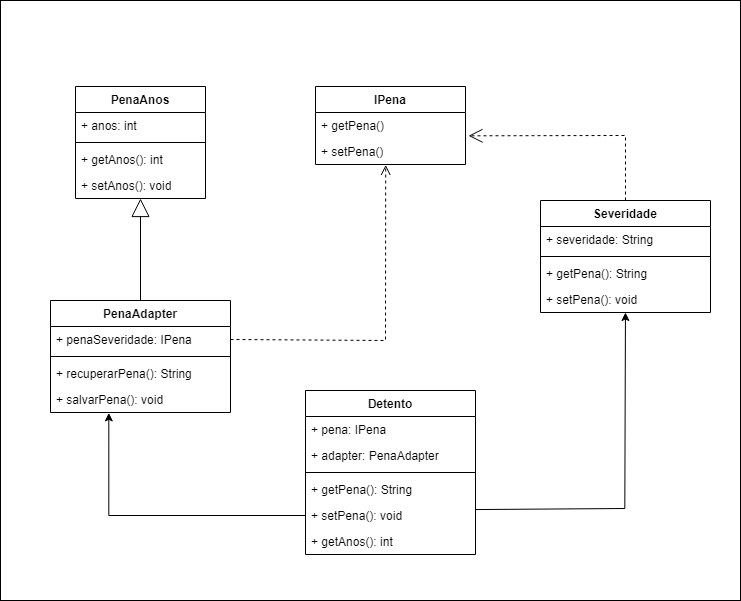 PenaAnos
+ anos: int
+ getAnos(): int
+ setAnos(): void
IPena
+ getPena()
+ setPena()
Severidade
+ severidade: String
+ getPena(): String
+ setPena(): void
PenaAdapter
+ penaSeveridade: IPena
+ recuperarPena(): String
+ salvarPena(): void
Detento
+ pena: IPena
+ adapter: PenaAdapter
+ getPena(): String
+ setPena(): void
+ getAnos(): int